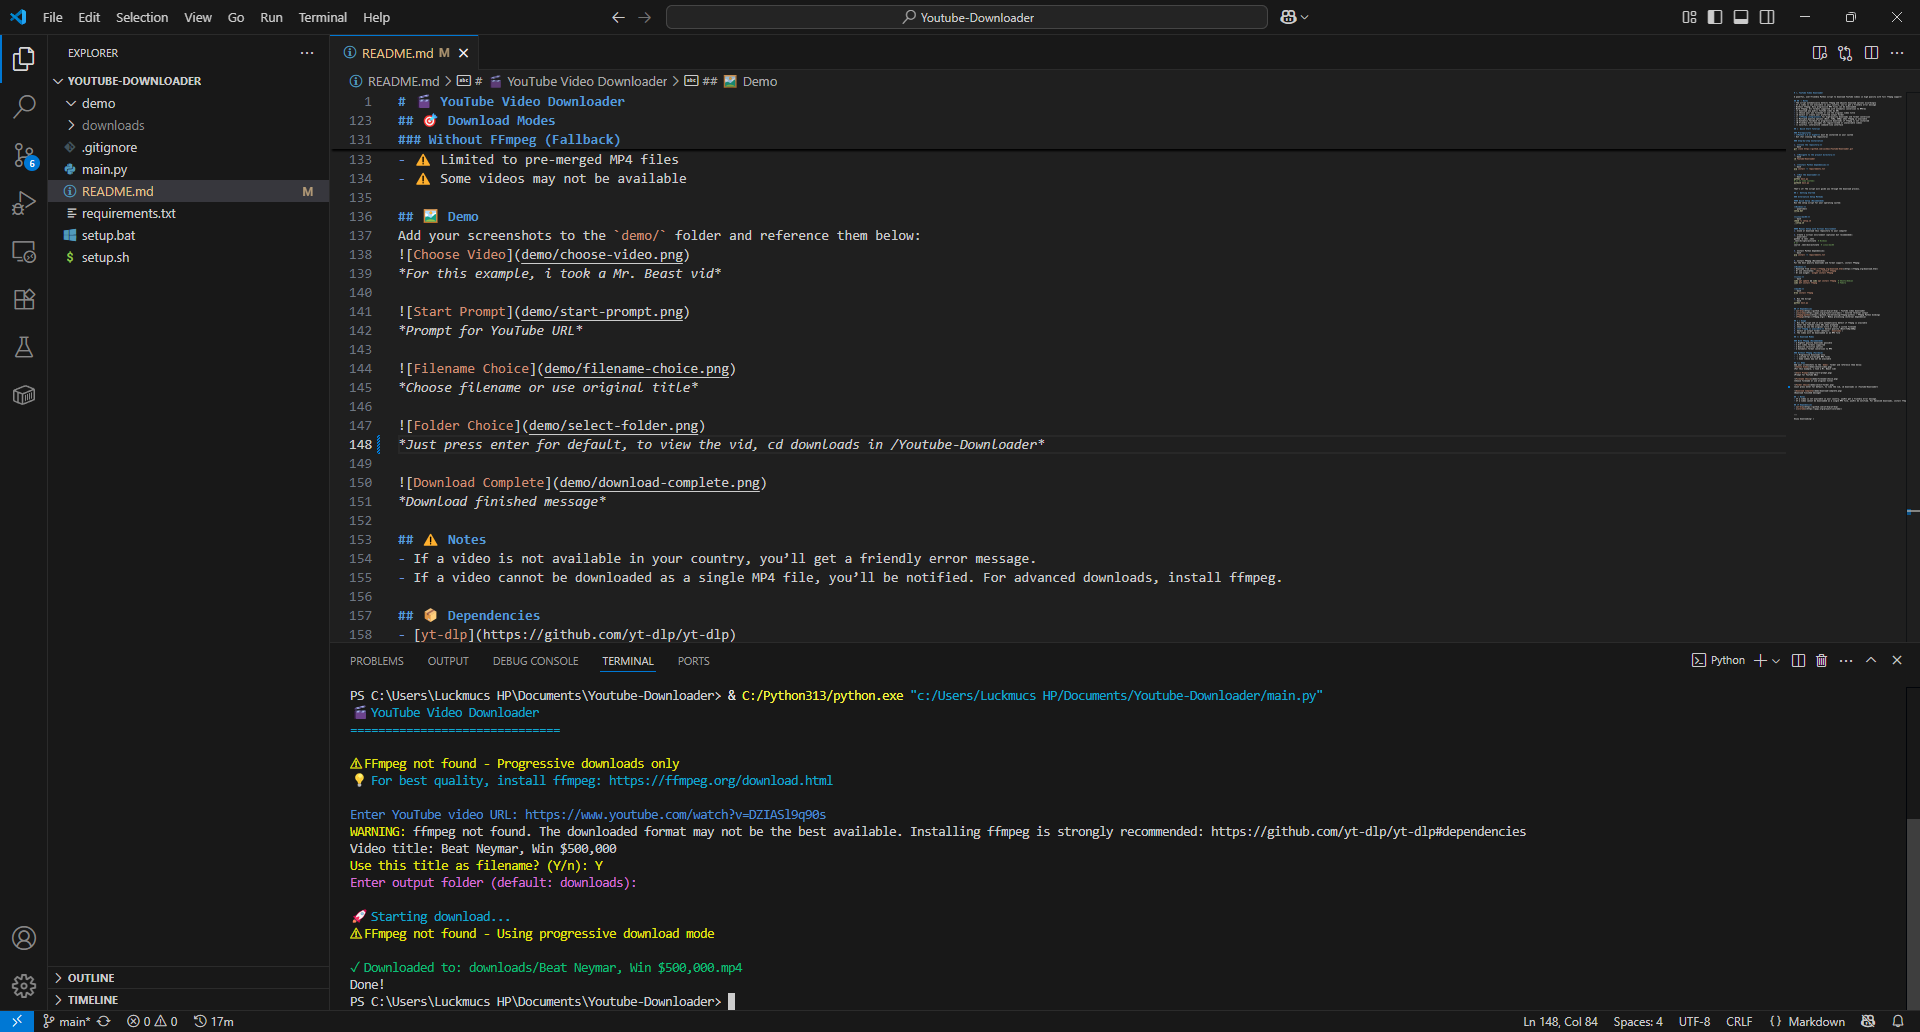 File Edit Selection View Go Run Terminal Help
Youtube-Downloader
EXPLORER
YOUTUBE-DOWNLOADER
demo
downloads
.gitignore
main.py
README.md M
requirements.txt
setup.bat
setup.sh
OUTLINE
TIMELINE
README.md M
README.md > # YouTube Video Downloader > ## Demo
1 # YouTube Video Downloader
123 ## Download Modes
131 ### Without FFmpeg (Fallback)
133 - ⚠ Limited to pre-merged MP4 files
134 - ⚠ Some videos may not be available
135
136 ## Demo
137 Add your screenshots to the `demo/` folder and reference them below:
138 ![Choose Video](demo/choose-video.png)
139 *For this example, i took a Mr. Beast vid*
140
141 ![Start Prompt](demo/start-prompt.png)
142 *Prompt for YouTube URL*
143
144 ![Filename Choice](demo/filename-choice.png)
145 *Choose filename or use original title*
146
147 ![Folder Choice](demo/select-folder.png)
148 *Just press enter for default, to view the vid, cd downloads in /Youtube-Downloader*
149
150 ![Download Complete](demo/download-complete.png)
151 *Download finished message*
152
153 ## ⚠ Notes
154 - If a video is not available in your country, you’ll get a friendly error message.
155 - If a video cannot be downloaded as a single MP4 file, you’ll be notified. For advanced downloads, install ffmpeg.
156
157 ## Dependencies
158 - [yt-dlp](https://github.com/yt-dlp/yt-dlp)
PROBLEMS OUTPUT DEBUG CONSOLE TERMINAL PORTS
Python
PS C:\Users\Luckmucs HP\Documents\Youtube-Downloader> & C:/Python313/python.exe "c:/Users/Luckmucs HP/Documents/Youtube-Downloader/main.py"
YouTube Video Downloader
==============================
⚠FFmpeg not found - Progressive downloads only
For best quality, install ffmpeg: https://ffmpeg.org/download.html
Enter YouTube video URL: https://www.youtube.com/watch?v=DZIASl9q90s
WARNING: ffmpeg not found. The downloaded format may not be the best available. Installing ffmpeg is strongly recommended: https://github.com/yt-dlp/yt-dlp#dependencies
Video title: Beat Neymar, Win $500,000
Use this title as filename? (Y/n): Y
Enter output folder (default: downloads):
Starting download...
⚠FFmpeg not found - Using progressive download mode
✓Downloaded to: downloads/Beat Neymar, Win $500,000.mp4
Done!
PS C:\Users\Luckmucs HP\Documents\Youtube-Downloader>
6
main* 0 0 17m
Ln 148, Col 84 Spaces: 4 UTF-8 CRLF {} Markdown